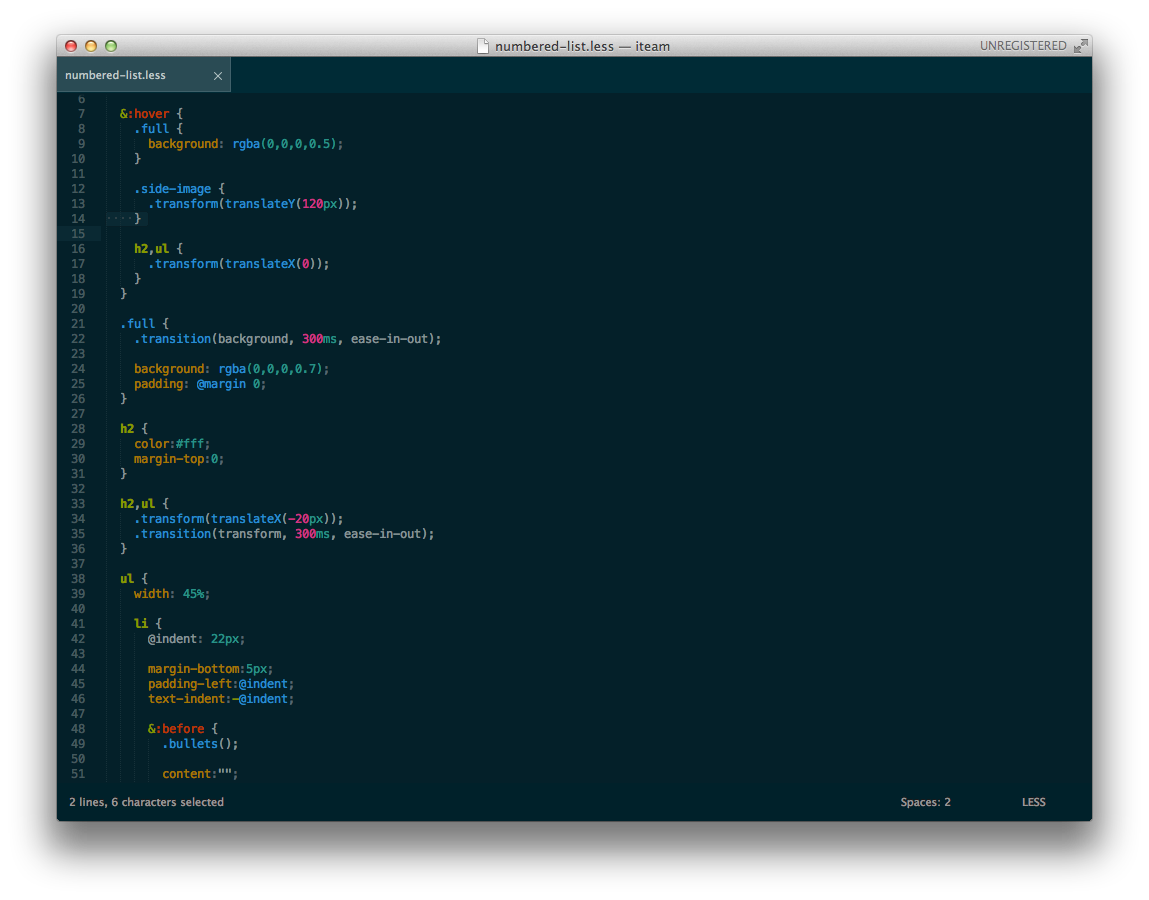 numbered-list.less — iteam
UNREGISTERED
numbered-list.less ×
6
7 &:hover {
8 .full {
9 background: rgba(0,0,0,0.5);
10 }
11
12 .side-image {
13 .transform(translateY(120px));
14 ····}
15
16 h2,ul {
17 .transform(translateX(0));
18 }
19 }
20
21 .full {
22 .transition(background, 300ms, ease-in-out);
23
24 background: rgba(0,0,0,0.7);
25 padding: @margin 0;
26 }
27
28 h2 {
29 color:#fff;
30 margin-top:0;
31 }
32
33 h2,ul {
34 .transform(translateX(-20px));
35 .transition(transform, 300ms, ease-in-out);
36 }
37
38 ul {
39 width: 45%;
40
41 li {
42 @indent: 22px;
43
44 margin-bottom:5px;
45 padding-left:@indent;
46 text-indent:-@indent;
47
48 &:before {
49 .bullets();
50
51 content:"";
2 lines, 6 characters selected
Spaces: 2
LESS